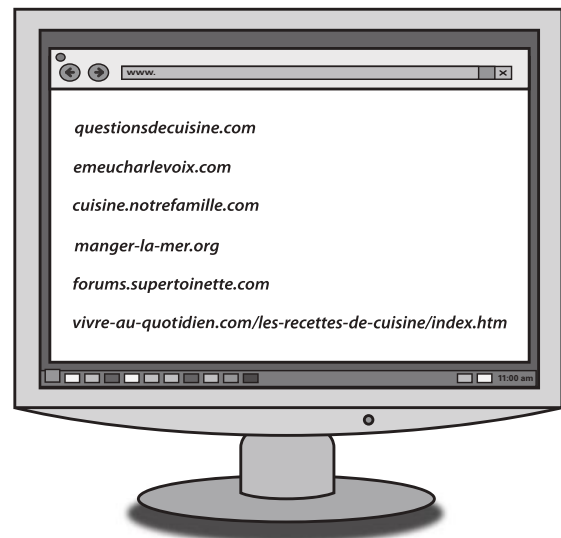 www.
questionsdecuisine.com
emeucharlevoix.com
cuisine.notrefamille.com
manger-la-mer.org
forums.supertoinette.com
vivre-au-quotidien.com/les-recettes-de-cuisine/index.htm
11:00 am